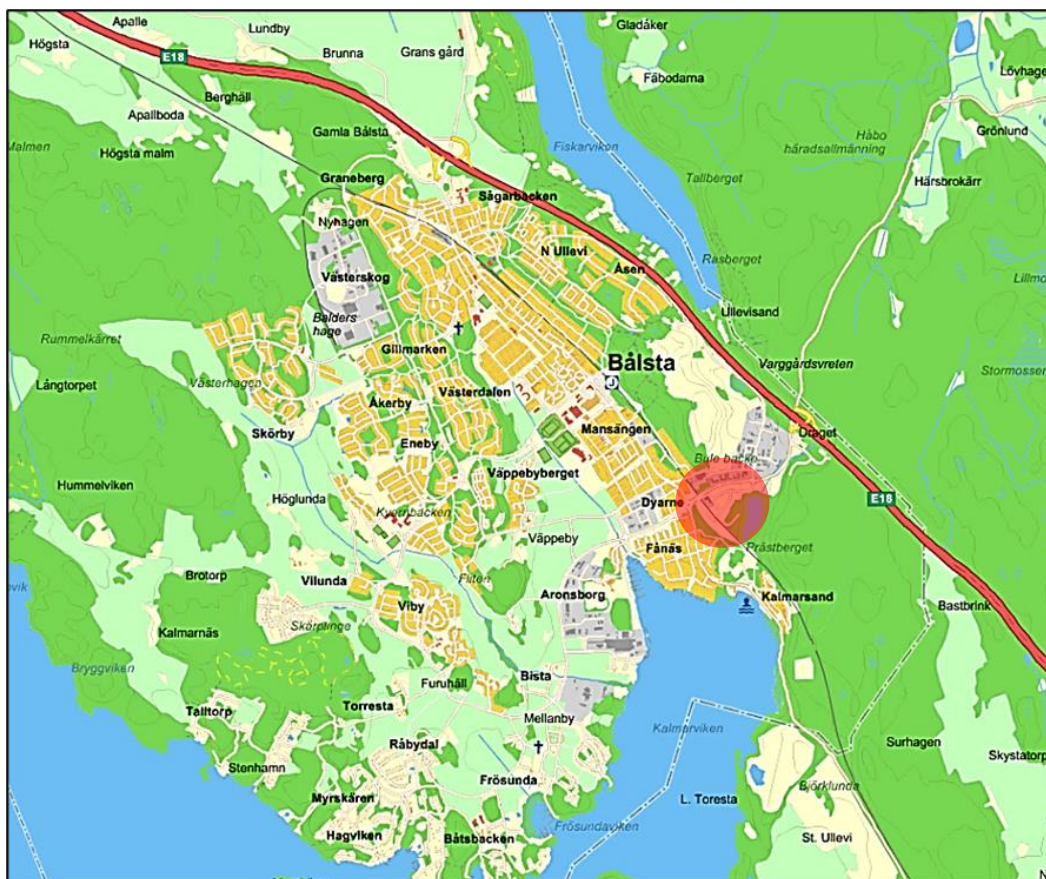 Apalle
Lundby
Gladåker
Högsta
Brunna
Grans gård
E18
Fäbodarna
Lövhage
Berghäll
Apallboda
Gamla Bålsta
Grönlund
Malmen
Högsta malm
Fiskarviken
Håbo
häradsallmänning
Graneberg
Tallberget
Härsbrokärr
Sågarbacken
Nyhagen
N Ullevi
Rasberget
Västerskog
Åsen
Lillmo
Ullevisand
Balders
hage
Rummelkärret
Gillmarken
Bålsta
Varggårdsvreten
Långtorpet
Västerhagen
Västerdalen
Stormossen
Åkerby
Skörby
Mansängen
Draget
Eneby
Bule backe
Hummelviken
Väppebyberget
Höglunda
Dyarne
E18
Kvarnbacken
Väppeby
Fånäs
Prästberget
Brotorp
Vilunda
Fliten
Aronsborg
Kalmarsand
Bastbrink
Viby
Kalmarnäs
Skärplinge
Bryggviken
Bista
Furuhäll
Talltorp
Torresta
Mellanby
Kalmarviken
Råbydal
Surhagen
Skystatorp
Stenhamn
Frösunda
Björklunda
Myrskären
L. Toresta
Hagviken
Båtsbacken
Frösundaviken
St. Ullevi
N